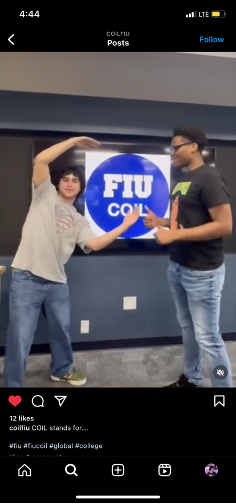 4:44
LTE
COILFIU
Posts
Follow
FIU
COIL
12 likes
coilfiu COIL stands for....
#fiu #fiucoil #global #college